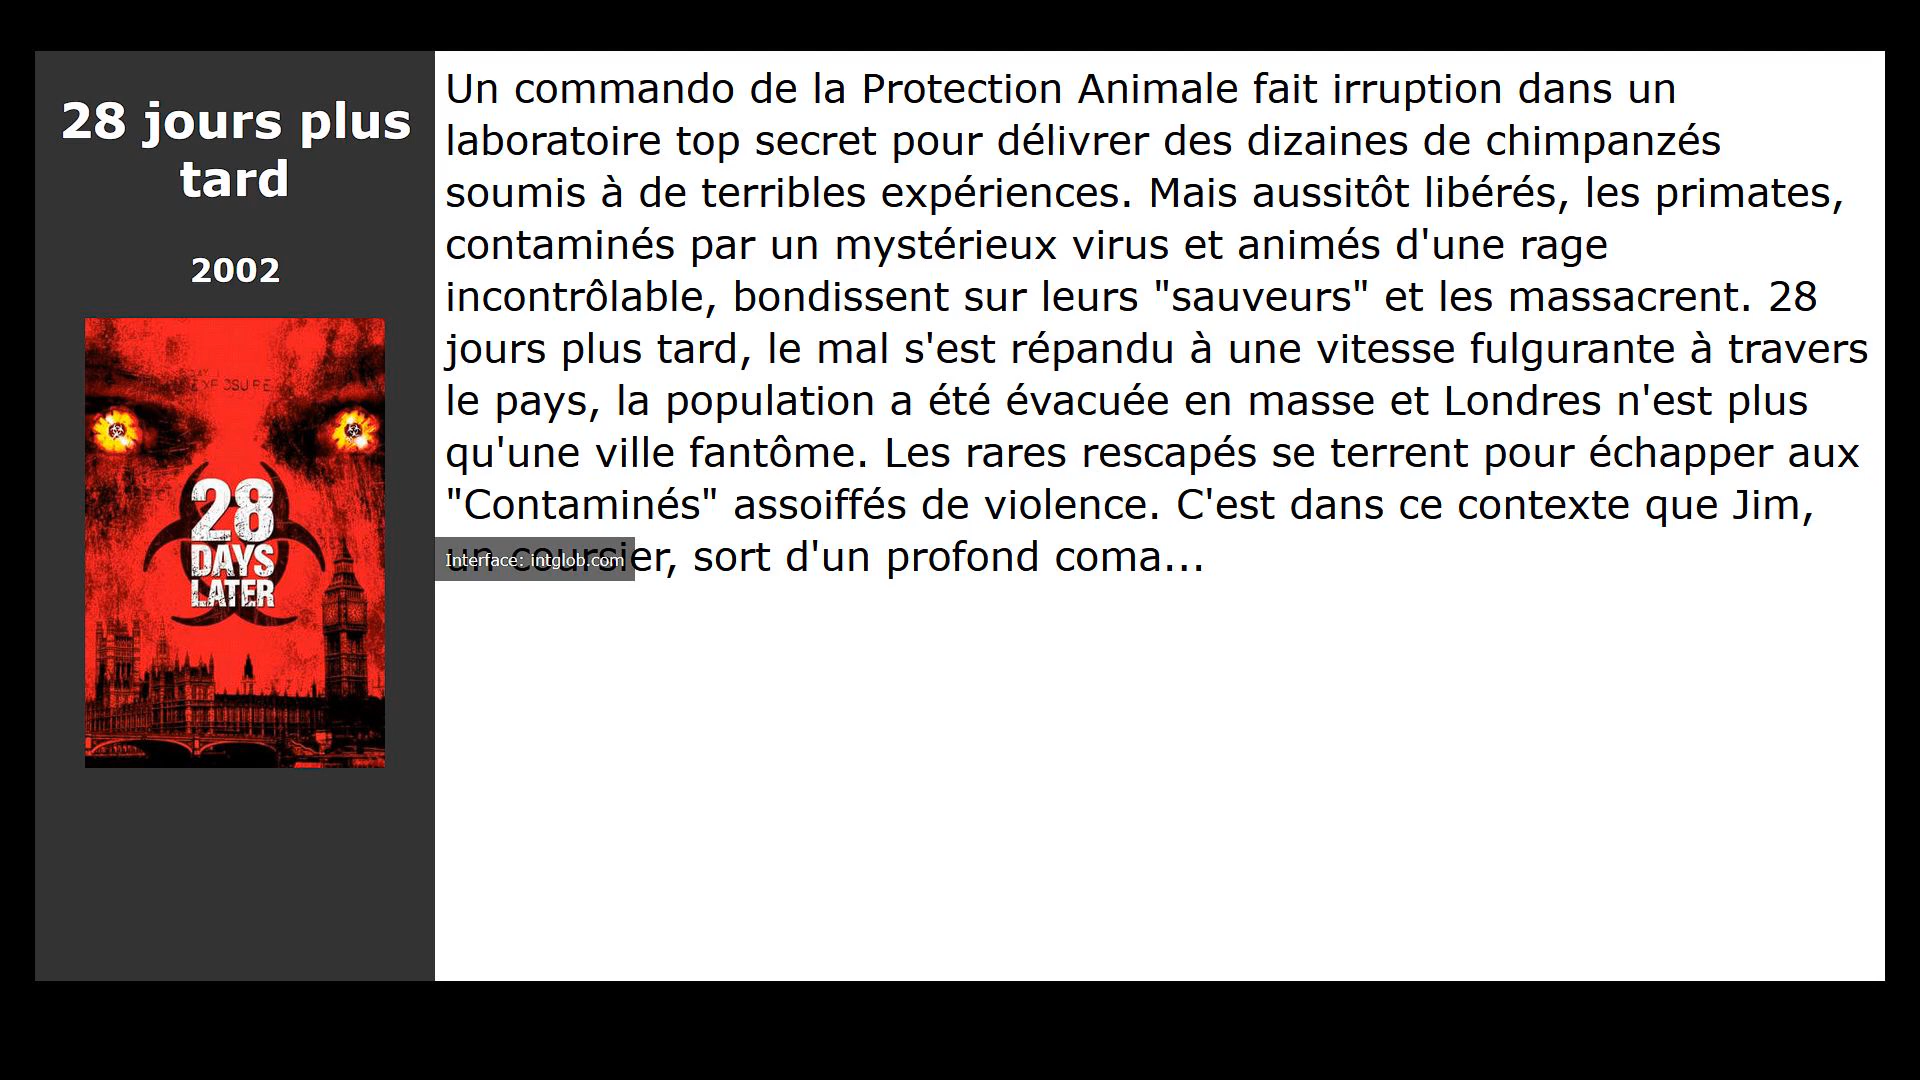 28 jours plus
tard
2002
EXPOSURE
28
DAYS
LATER
Un commando de la Protection Animale fait irruption dans un
laboratoire top secret pour délivrer des dizaines de chimpanzés
soumis à de terribles expériences. Mais aussitôt libérés, les primates,
contaminés par un mystérieux virus et animés d'une rage
incontrôlable, bondissent sur leurs "sauveurs" et les massacrent. 28
jours plus tard, le mal s'est répandu à une vitesse fulgurante à travers
le pays, la population a été évacuée en masse et Londres n'est plus
qu'une ville fantôme. Les rares rescapés se terrent pour échapper aux
"Contaminés" assoiffés de violence. C'est dans ce contexte que Jim,
un coursier, sort d'un profond coma...
Interface: intglob.com